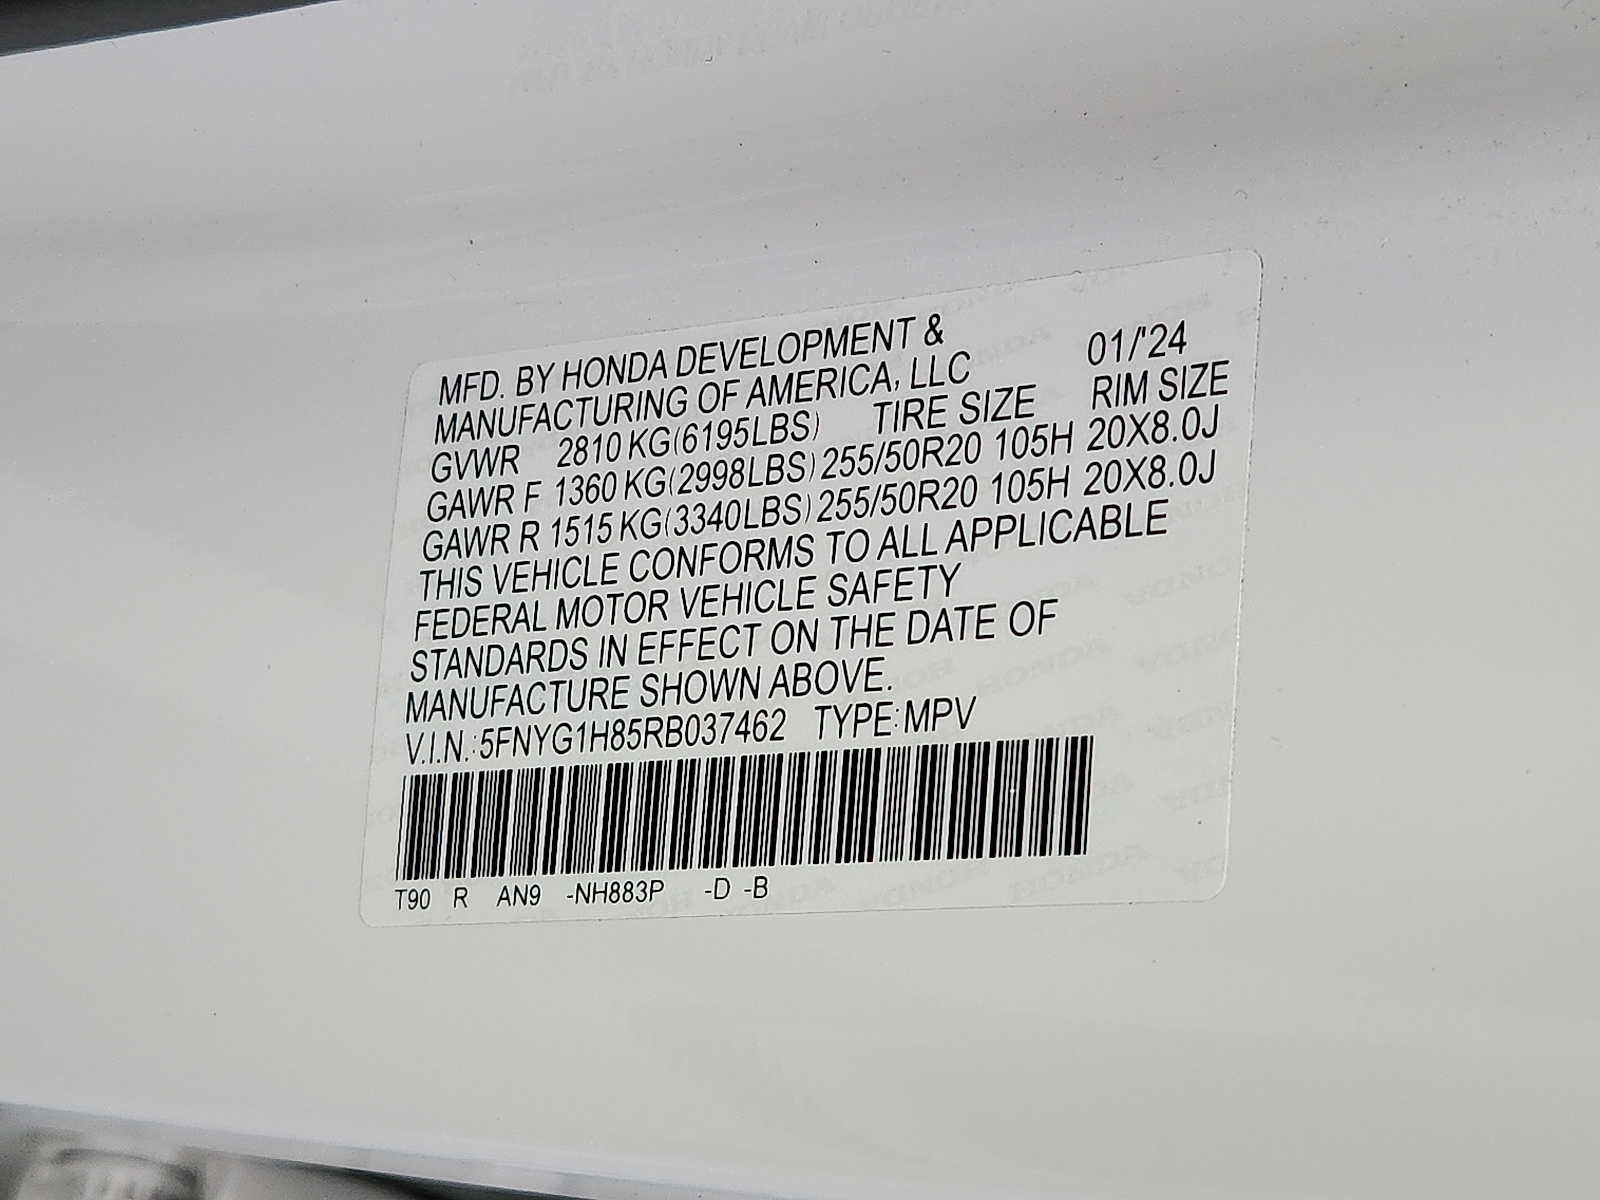 MFD. BY HONDA DEVELOPMENT &
MANUFACTURING OF AMERICA, LLC 01/'24
GVWR 2810 KG(6195LBS) TIRE SIZE RIM SIZE
GAWR F 1360 KG(2998LBS) 255/50R20 105H 20X8.0J
GAWR R 1515 KG(3340LBS) 255/50R20 105H 20X8.0J
THIS VEHICLE CONFORMS TO ALL APPLICABLE
FEDERAL MOTOR VEHICLE SAFETY
STANDARDS IN EFFECT ON THE DATE OF
MANUFACTURE SHOWN ABOVE.
V.I.N.:5FNYG1H85RB037462 TYPE:MPV
T90 R AN9 -NH883P -D -B